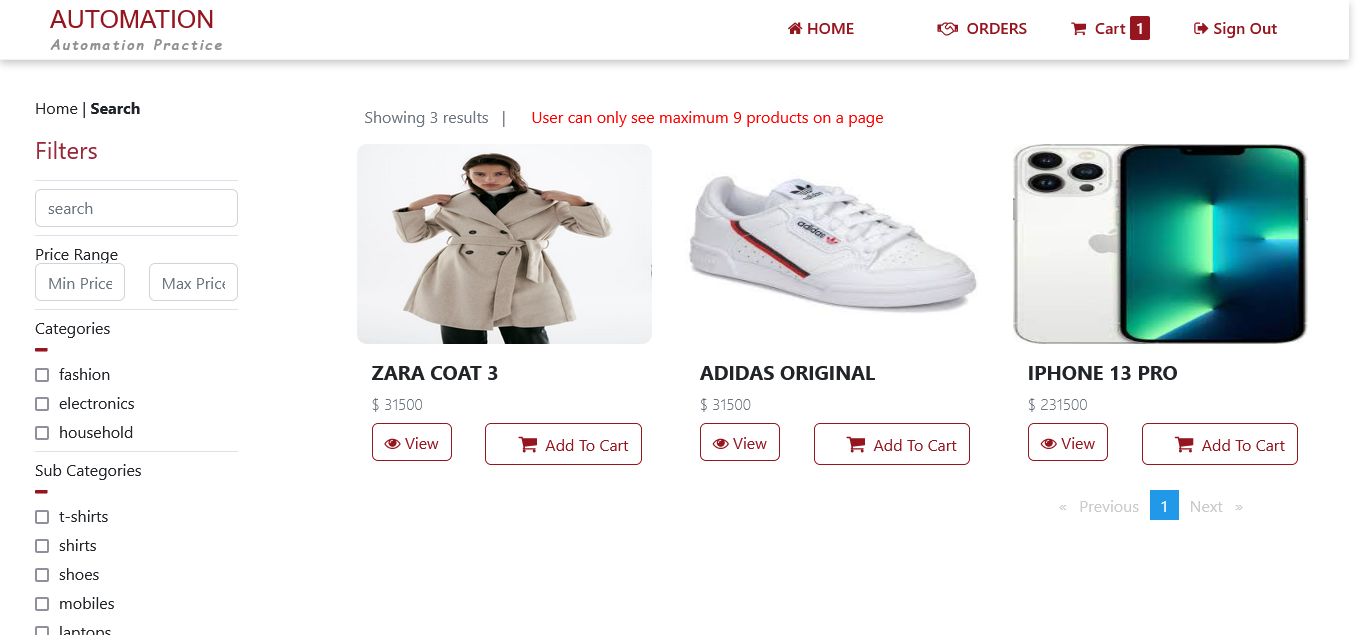 AUTOMATION
Automation Practice
HOME
ORDERS
Cart 1
Sign Out
Home | Search
Filters
search
Price Range
Min Price
Max Price
Categories
fashion
electronics
household
Sub Categories
t-shirts
shirts
shoes
mobiles
laptops
Showing 3 results |
User can only see maximum 9 products on a page
adidas
adidas
ZARA COAT 3
$ 31500
View
Add To Cart
ADIDAS ORIGINAL
$ 31500
View
Add To Cart
IPHONE 13 PRO
$ 231500
View
Add To Cart
« Previous 1 Next »